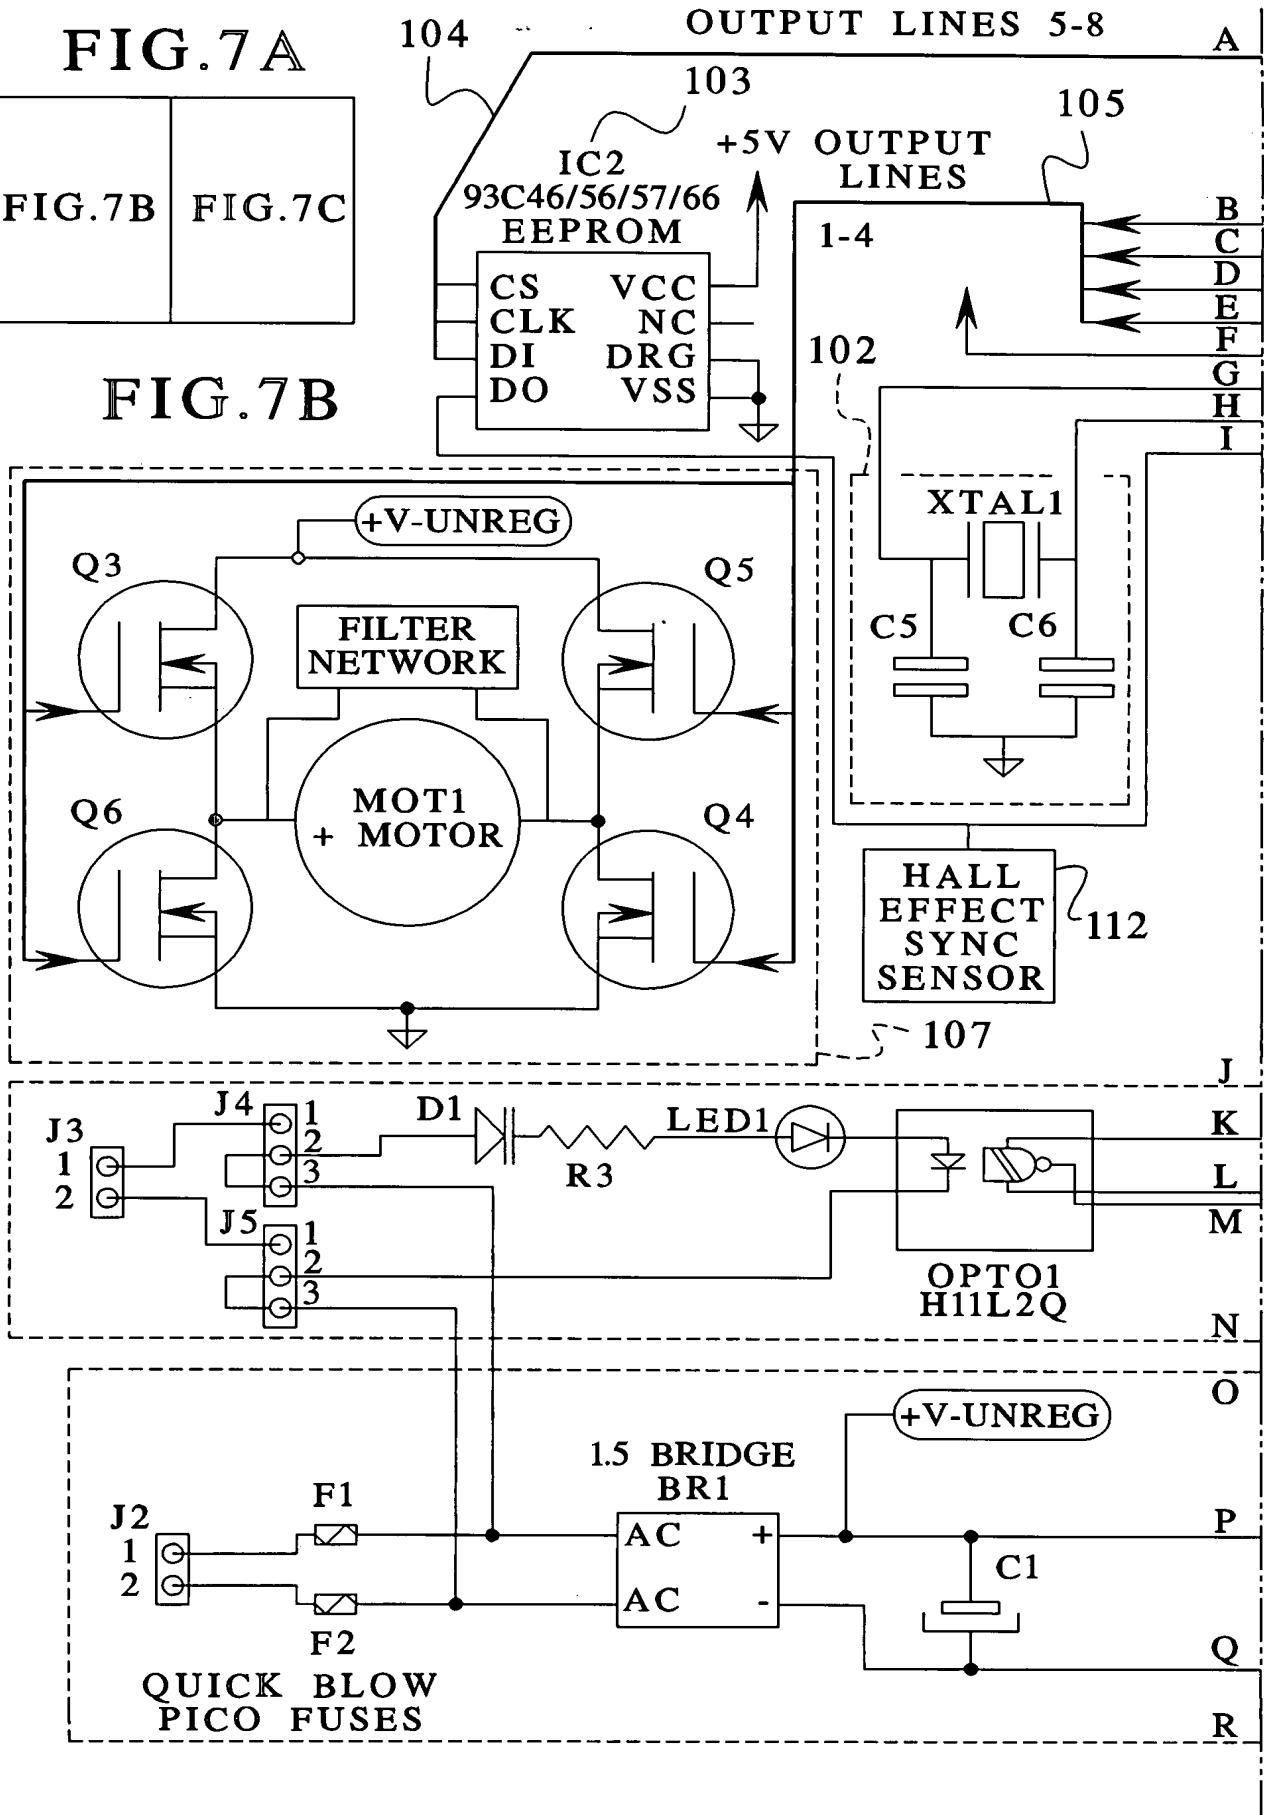 FIG.7A
FIG.7B
FIG.7C
FIG.7B
OUTPUT LINES 5-8
104
103
105
IC2
93C46/56/57/66
EEPROM
+5V
OUTPUT
LINES
1-4
CS
CLK
DI
DO
VCC
NC
DRG
VSS
A
B
C
D
E
F
G
H
I
102
XTAL1
C5
C6
+V-UNREG
Q3
Q5
FILTER
NETWORK
Q6
Q4
MOT1
+ MOTOR
HALL
EFFECT
SYNC
SENSOR
112
107
J
J3
1
2
J4
1
2
3
D1
R3
LED1
K
L
M
J5
1
2
3
OPTO1
H11L2Q
N
O
+V-UNREG
1.5 BRIDGE
BR1
J2
1
2
F1
F2
AC
+
AC
-
C1
P
Q
QUICK BLOW
PICO FUSES
R